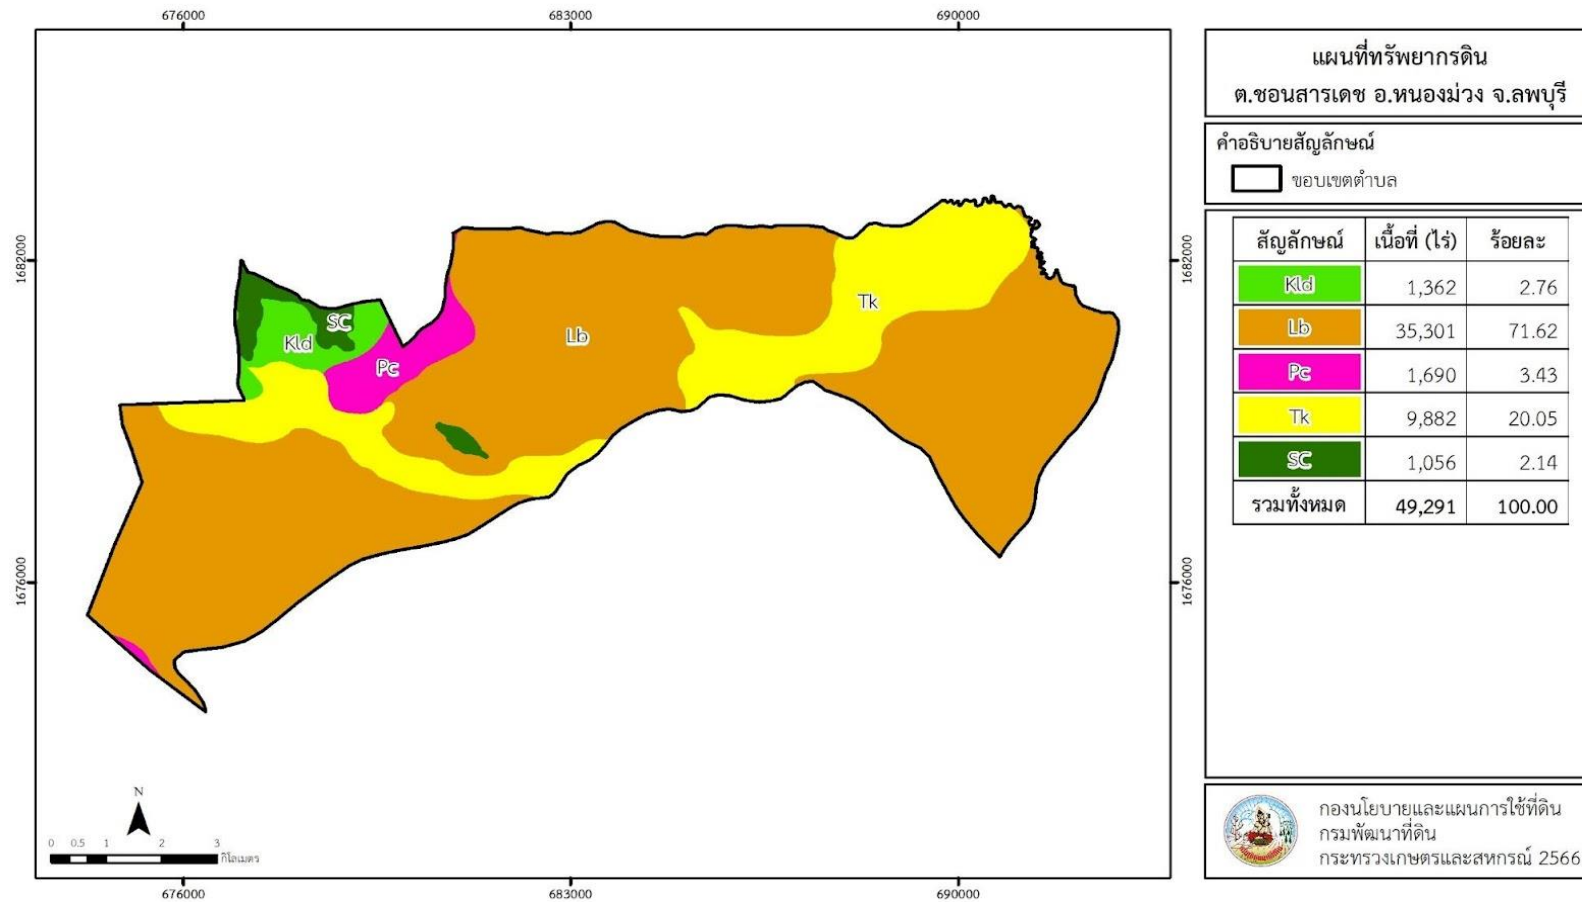 676000
683000
690000
1682000
1676000
SC
Kld
Pc
Lb
Tk
1682000
1676000
N
0 0.5 1 2 3
กิโลเมตร
676000
683000
690000
แผนที่ทรัพยากรดิน
ต.ชอนสารเดช อ.หนองม่วง จ.ลพบุรี
คำอธิบายสัญลักษณ์
ขอบเขตตำบล
สัญลักษณ์ เนื้อที่ (ไร่) ร้อยละ
Kld 1,362 2.76
Lb 35,301 71.62
Pc 1,690 3.43
Tk 9,882 20.05
SC 1,056 2.14
รวมทั้งหมด 49,291 100.00
กองนโยบายและแผนการใช้ที่ดิน
กรมพัฒนาที่ดิน
กระทรวงเกษตรและสหกรณ์ 2566